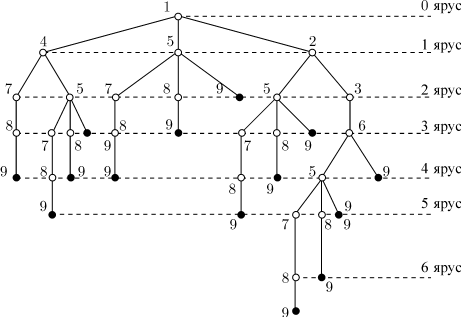 1 0 ярус
4 5 2 1 ярус
7 5 7 8 9 5 3 2 ярус
8 7 8 9 8 9 7 8 9 6 3 ярус
9 8 9 9 8 9 5 9 4 ярус
9 9 7 8 9 9 5 ярус
8 9 6 ярус
9